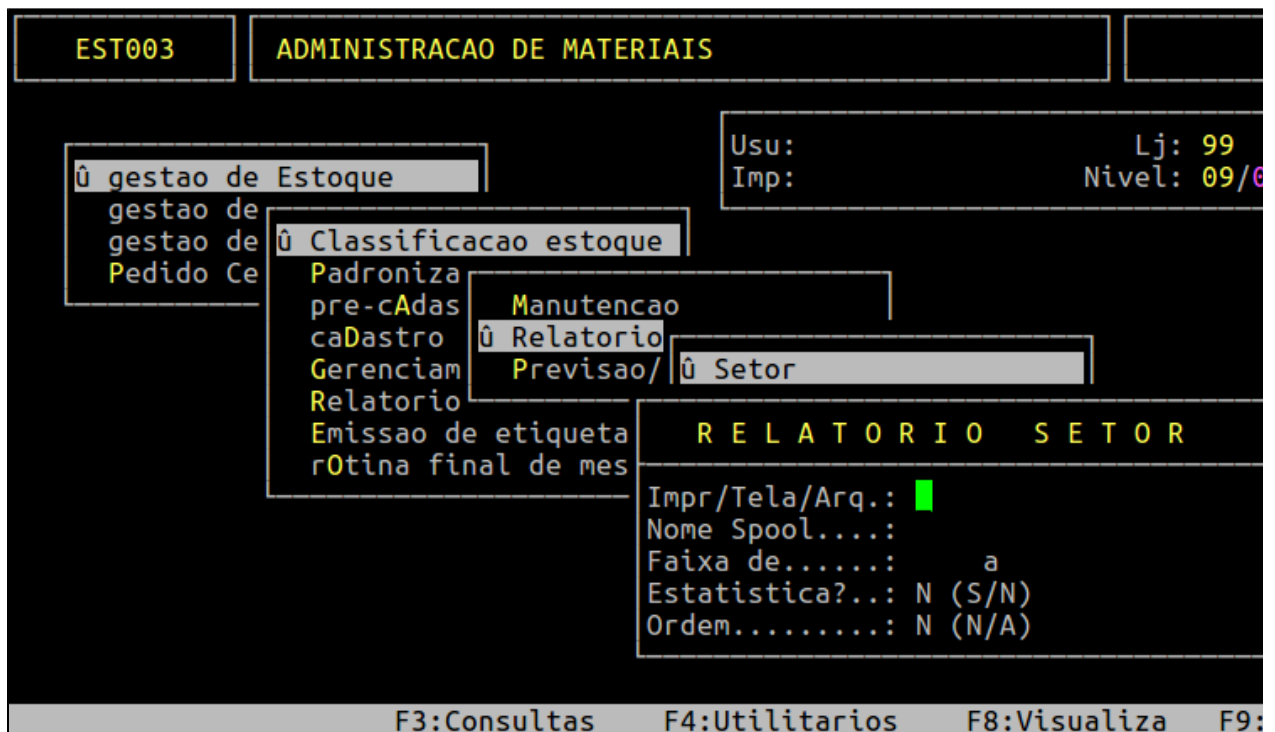 EST003 ADMINISTRACAO DE MATERIAIS
Usu: Lj: 99
û gestao de Estoque Imp: Nivel: 09/0
gestao de
gestao de û Classificacao estoque
Pedido Ce Padroniza
pre-cAdas Manutencao
caDastro û Relatorio
Gerenciam Previsao/ û Setor
Relatorio
Emissao de etiqueta R E L A T O R I O S E T O R
rOtina final de mes
Impr/Tela/Arq.:
Nome Spool....:
Faixa de......: a
Estatistica?..: N (S/N)
Ordem.........: N (N/A)
F3:Consultas F4:Utilitarios F8:Visualiza F9: